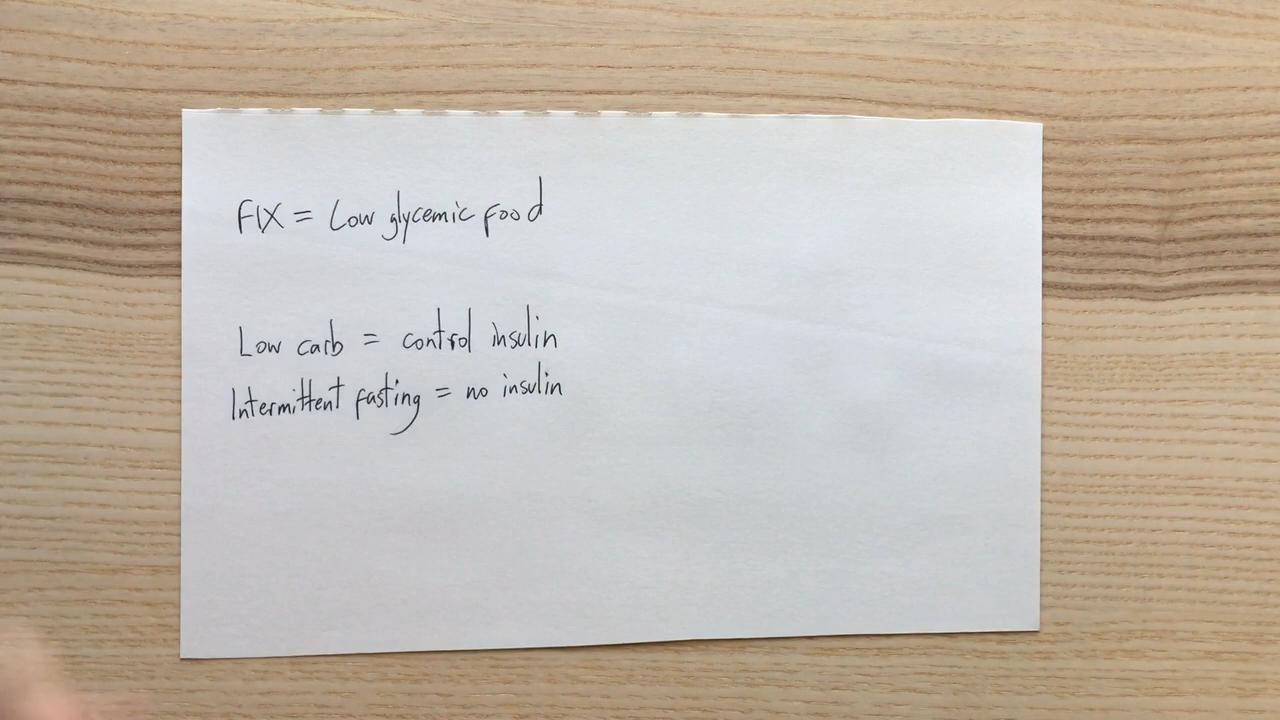 FIX = Low glycemic food
Low carb = control insulin
Intermittent fasting = no insulin